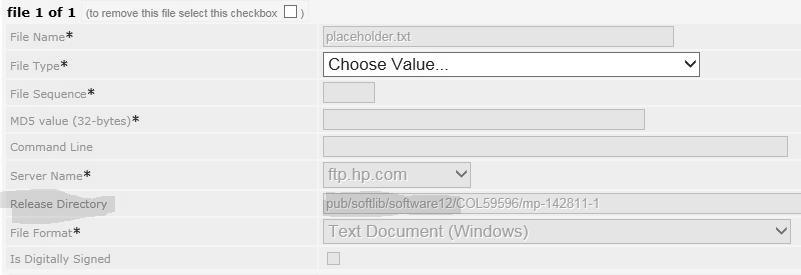 file 1 of 1 (to remove this file select this checkbox )
File Name* placeholder.txt
File Type* Choose Value...
File Sequence*
MD5 value (32-bytes)*
Command Line
Server Name* ftp.hp.com
Release Directory pub/softlib/software12/COL59596/mp-142811-1
File Format* Text Document (Windows)
Is Digitally Signed